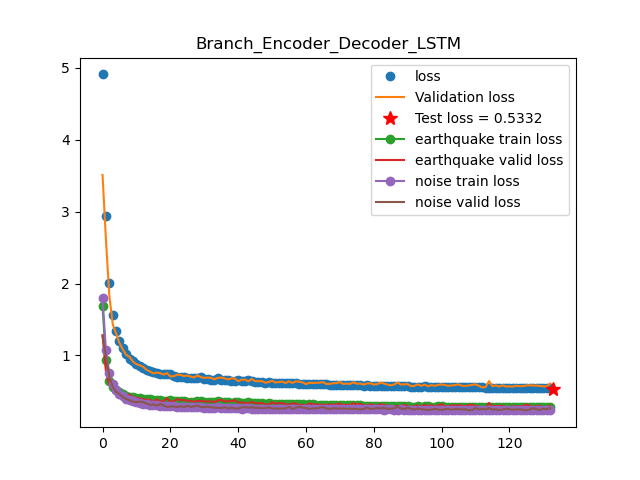 Branch_Encoder_Decoder_LSTM
5
4
3
2
1
loss
Validation loss
Test loss = 0.5332
earthquake train loss
earthquake valid loss
noise train loss
noise valid loss
0 20 40 60 80 100 120